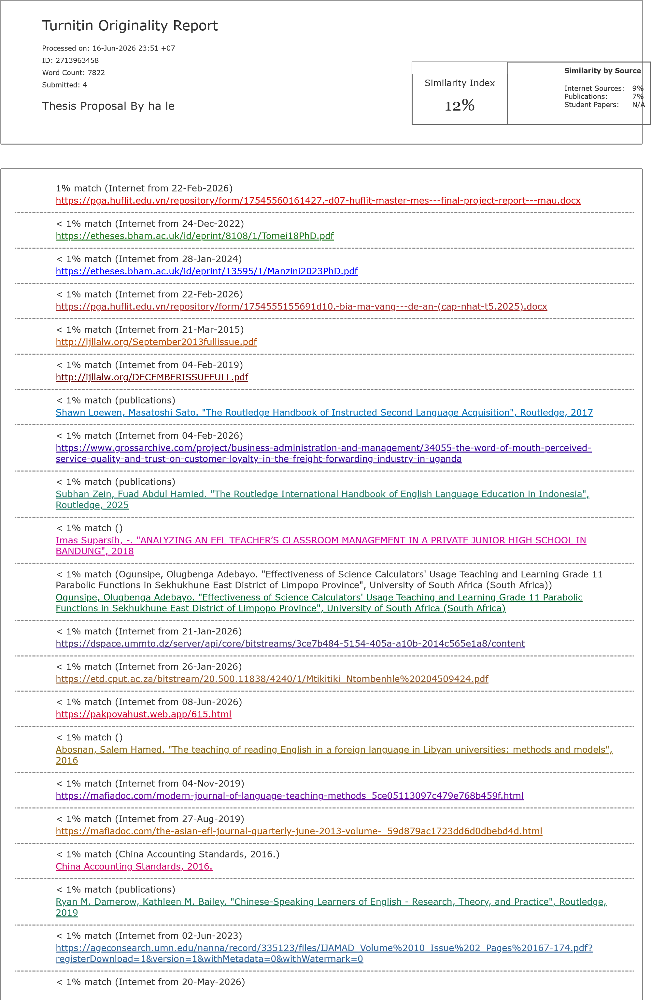 Turnitin Originality Report
Processed on: 16-Jun-2026 23:51 +07
ID: 2713963458
Word Count: 7822
Submitted: 4
Thesis Proposal By ha le
Similarity Index
12%
Similarity by Source
Internet Sources: 9%
Publications: 7%
Student Papers: N/A
1% match (Internet from 22-Feb-2026)
https://pga.huflit.edu.vn/repository/form/17545560161427.-d07-huflit-master-mes---final-project-report---mau.docx
< 1% match (Internet from 24-Dec-2022)
https://etheses.bham.ac.uk/id/eprint/8108/1/Tomei18PhD.pdf
< 1% match (Internet from 28-Jan-2024)
https://etheses.bham.ac.uk/id/eprint/13595/1/Manzini2023PhD.pdf
< 1% match (Internet from 22-Feb-2026)
https://pga.huflit.edu.vn/repository/form/1754555155691d10.-bia-ma-vang---de-an-(cap-nhat-t5.2025).docx
< 1% match (Internet from 21-Mar-2015)
http://ijllalw.org/September2013fullissue.pdf
< 1% match (Internet from 04-Feb-2019)
http://ijllalw.org/DECEMBERISSUEFULL.pdf
< 1% match (publications)
Shawn Loewen, Masatoshi Sato. "The Routledge Handbook of Instructed Second Language Acquisition", Routledge, 2017
< 1% match (Internet from 04-Feb-2026)
https://www.grossarchive.com/project/business-administration-and-management/34055-the-word-of-mouth-perceived-
service-quality-and-trust-on-customer-loyalty-in-the-freight-forwarding-industry-in-uganda
< 1% match (publications)
Subhan Zein, Fuad Abdul Hamied. "The Routledge International Handbook of English Language Education in Indonesia",
Routledge, 2025
< 1% match ()
Imas Suparsih, -. "ANALYZING AN EFL TEACHER’S CLASSROOM MANAGEMENT IN A PRIVATE JUNIOR HIGH SCHOOL IN
BANDUNG", 2018
< 1% match (Ogunsipe, Olugbenga Adebayo. "Effectiveness of Science Calculators' Usage Teaching and Learning Grade 11
Parabolic Functions in Sekhukhune East District of Limpopo Province", University of South Africa (South Africa))
Ogunsipe, Olugbenga Adebayo. "Effectiveness of Science Calculators' Usage Teaching and Learning Grade 11 Parabolic
Functions in Sekhukhune East District of Limpopo Province", University of South Africa (South Africa)
< 1% match (Internet from 21-Jan-2026)
https://dspace.ummto.dz/server/api/core/bitstreams/3ce7b484-5154-405a-a10b-2014c565e1a8/content
< 1% match (Internet from 26-Jan-2026)
https://etd.cput.ac.za/bitstream/20.500.11838/4240/1/Mtikitiki_Ntombenhle%20204509424.pdf
< 1% match (Internet from 08-Jun-2026)
https://pakpovahust.web.app/615.html
< 1% match ()
Abosnan, Salem Hamed. "The teaching of reading English in a foreign language in Libyan universities: methods and models",
2016
< 1% match (Internet from 04-Nov-2019)
https://mafiadoc.com/modern-journal-of-language-teaching-methods_5ce05113097c479e768b459f.html
< 1% match (Internet from 27-Aug-2019)
https://mafiadoc.com/the-asian-efl-journal-quarterly-june-2013-volume-_59d879ac1723dd6d0dbebd4d.html
< 1% match (China Accounting Standards, 2016.)
China Accounting Standards, 2016.
< 1% match (publications)
Ryan M. Damerow, Kathleen M. Bailey. "Chinese-Speaking Learners of English - Research, Theory, and Practice", Routledge,
2019
< 1% match (Internet from 02-Jun-2023)
https://ageconsearch.umn.edu/nanna/record/335123/files/IJAMAD_Volume%2010_Issue%202_Pages%20167-174.pdf?
registerDownload=1&version=1&withMetadata=0&withWatermark=0
< 1% match (Internet from 20-May-2026)